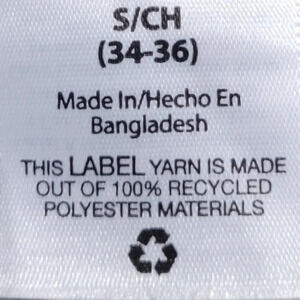 S/CH
(34-36)
Made In/Hecho En
Bangladesh
THIS LABEL YARN IS MADE
OUT OF 100% RECYCLED
POLYESTER MATERIALS